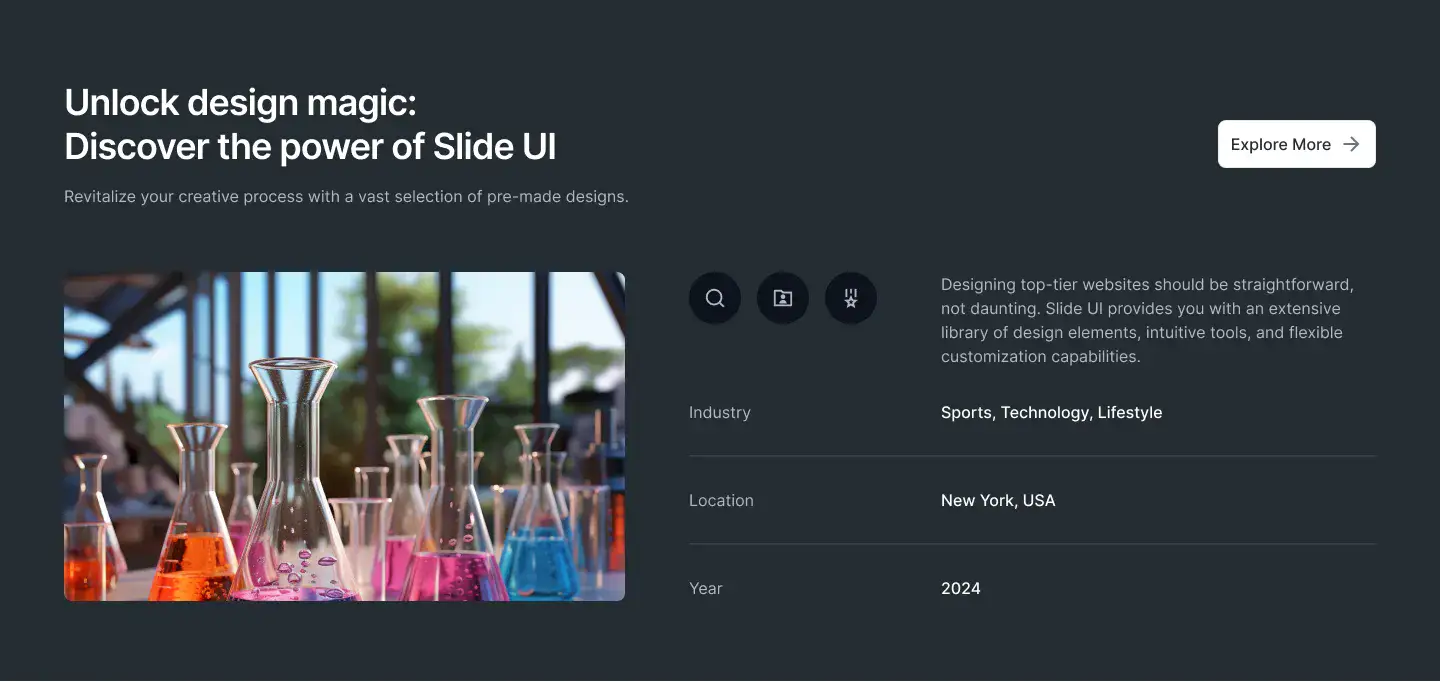 Unlock design magic:
Discover the power of Slide UI
Revitalize your creative process with a vast selection of pre-made designs.
Explore More
Designing top-tier websites should be straightforward,
not daunting. Slide UI provides you with an extensive
library of design elements, intuitive tools, and flexible
customization capabilities.
Industry
Sports, Technology, Lifestyle
Location
New York, USA
Year
2024